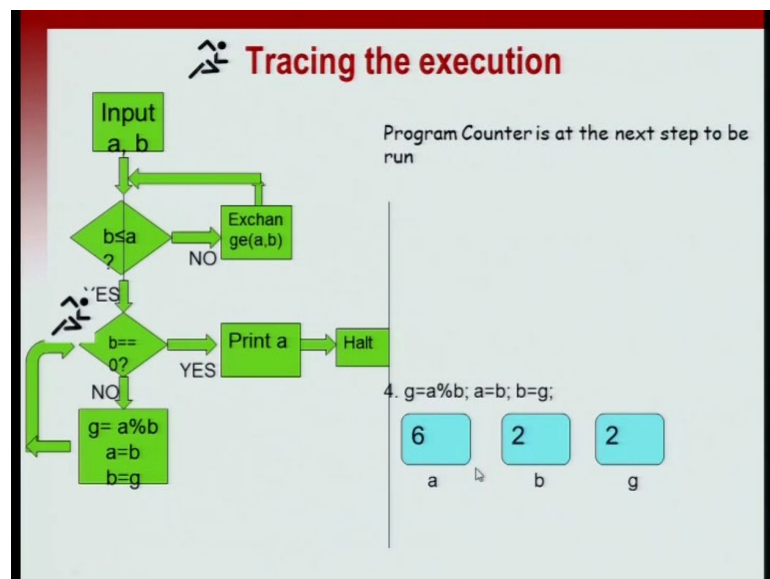 Tracing the execution
Input
a, b
Program Counter is at the next step to be
run
b≤a
?
NO
Exchan
ge(a,b)
YES
b==
0?
YES
Print a
Halt
NO
g= a%b
a=b
b=g
4. g=a%b; a=b; b=g;
6
2
2
a
b
g